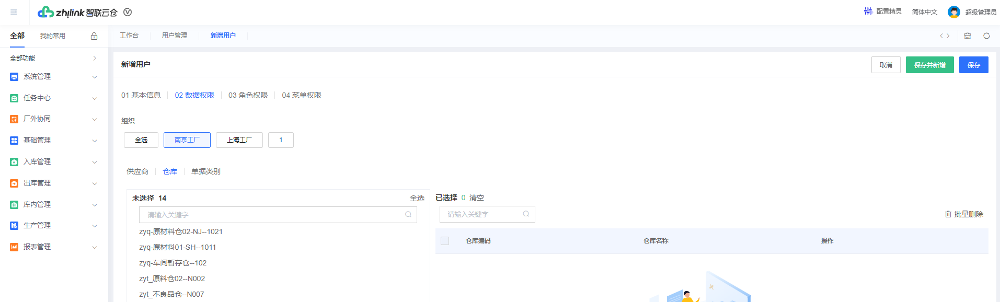 zhilink 智联云仓
配置精灵 简体中文 超级管理员
全部 我的常用
工作台 用户管理 新增用户
全部功能
系统管理
任务中心
厂外协同
基础管理
入库管理
出库管理
库内管理
生产管理
报表管理
新增用户
取消 保存并新增 保存
01 基本信息 02 数据权限 03 角色权限 04 菜单权限
组织
全选 南京工厂 上海工厂 1
供应商 仓库 单据类别
未选择 14 全选
请输入关键字
zyq-原材料仓02-NJ--1021
zyq-原材料01-SH--1011
zyq-车间暂存仓--102
zyt_原料仓02--N002
zyt_不良品仓--N007
已选择 0 清空
请输入关键字
批量删除
仓库编码 仓库名称 操作